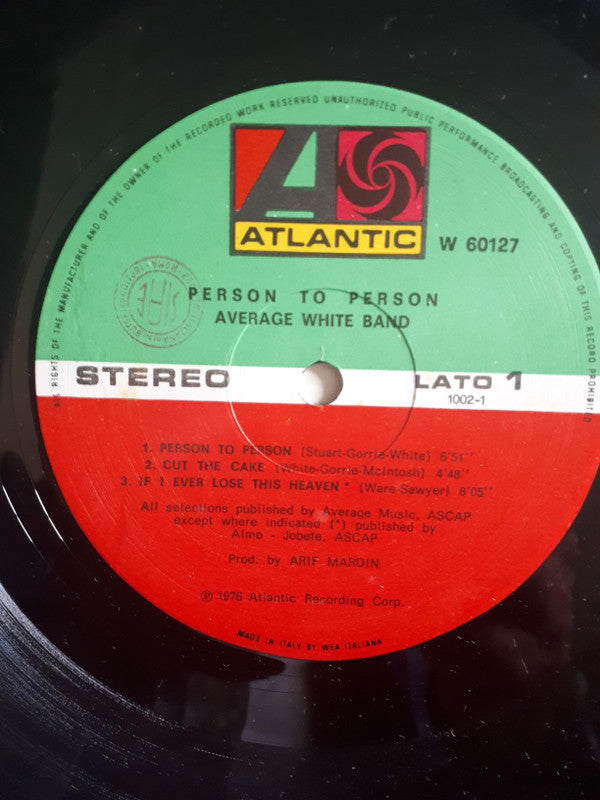 ALL RIGHTS OF THE MANUFACTURER AND OF THE OWNER OF THE RECORDED WORK RESERVED UNAUTHORIZED PUBLIC PERFORMANCE BROADCASTING AND COPYING OF THIS RECORD PROHIBITED
ATLANTIC
W 60127
SIAE
PERSON TO PERSON
AVERAGE WHITE BAND
STEREO
LATO 1
1002-1
1. PERSON TO PERSON (Stuart-Gorrie-White) 6'51''
2. CUT THE CAKE (White-Gorrie-McIntosh) 4'48''
3. IF I EVER LOSE THIS HEAVEN * (Ware-Sawyer) 8'05''
All selections published by Average Music, ASCAP
except where indicated (*) published by
Almo - Jobete, ASCAP
Prod. by ARIF MARDIN
℗ 1976 Atlantic Recording Corp.
MADE IN ITALY BY WEA ITALIANA